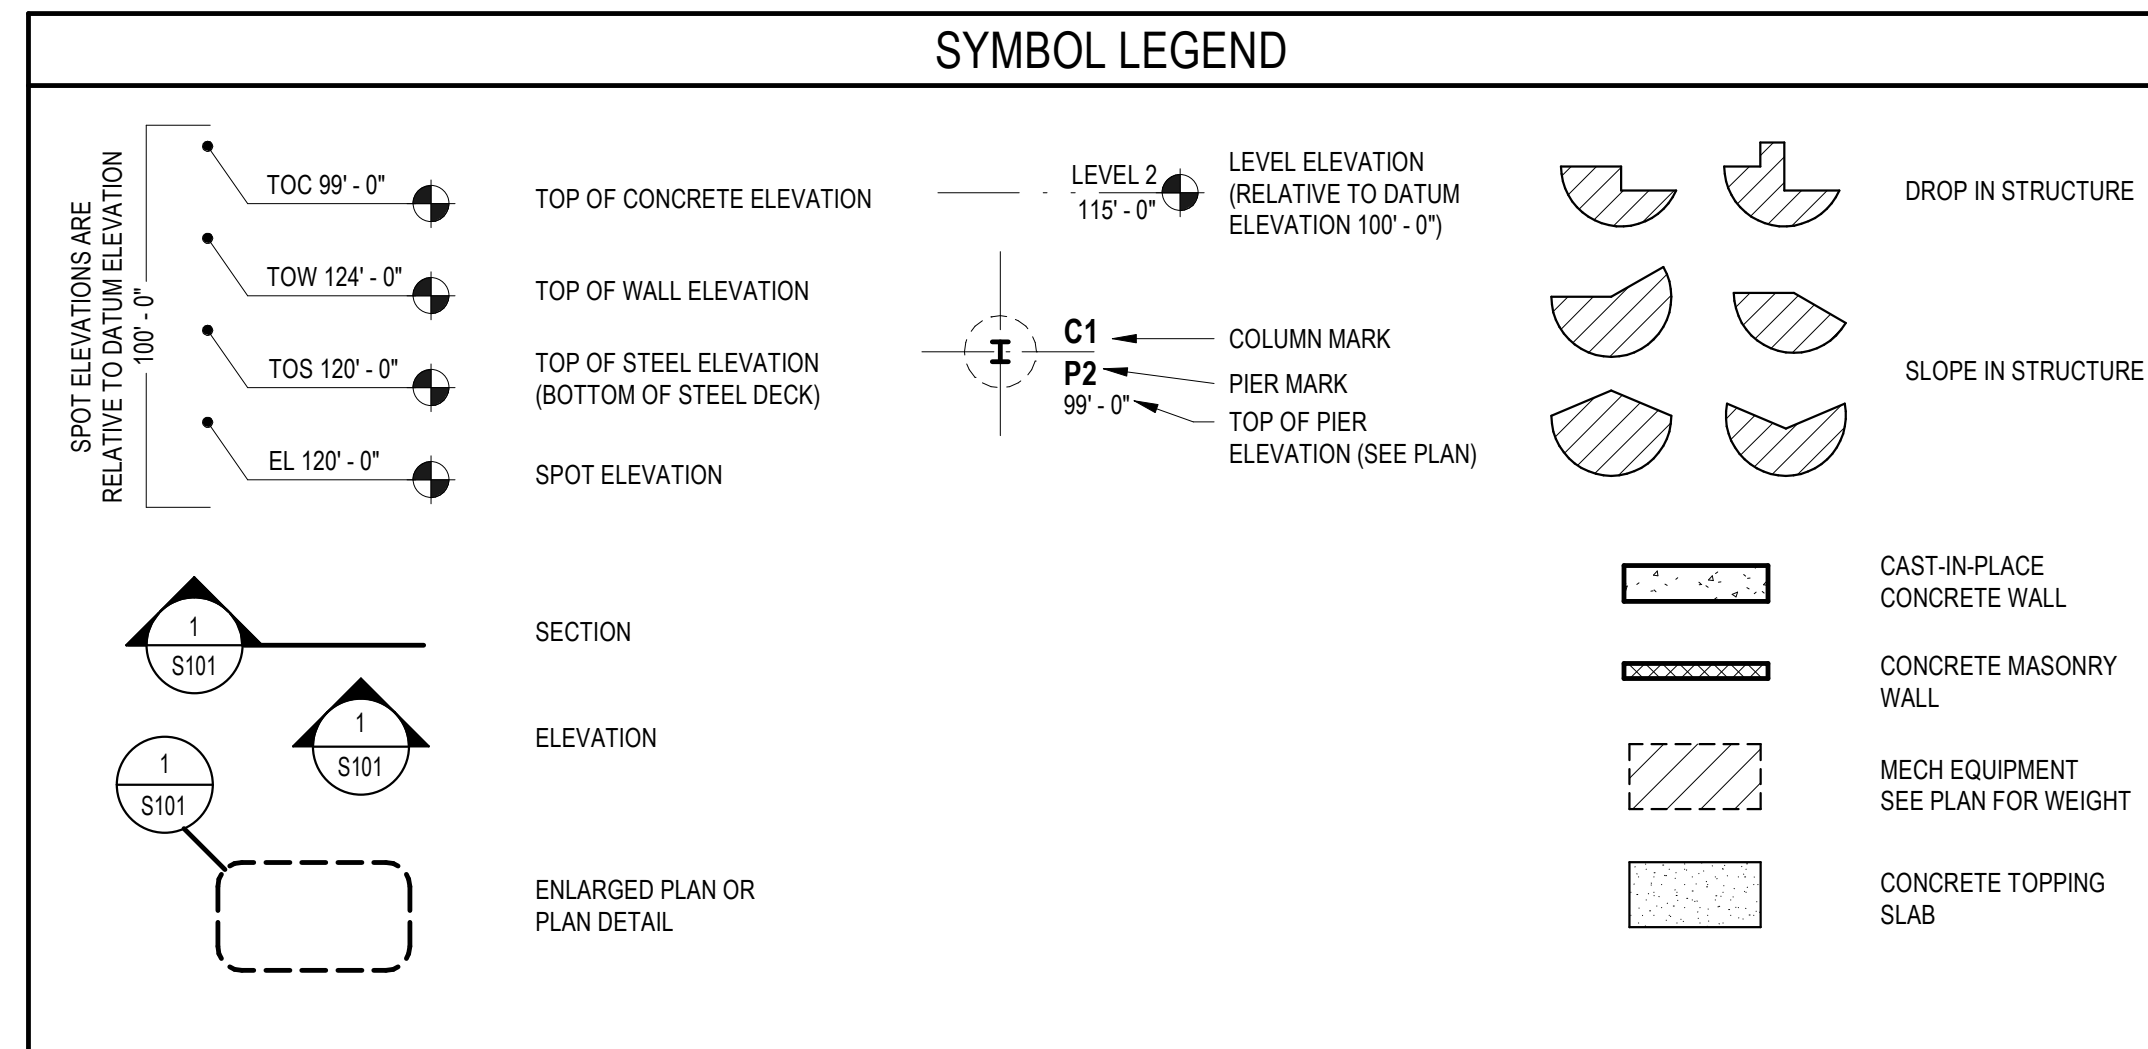 SYMBOL LEGEND
SPOT ELEVATIONS ARE
RELATIVE TO DATUM ELEVATION
100' - 0"
TOC 99' - 0"
TOP OF CONCRETE ELEVATION
TOW 124' - 0"
TOP OF WALL ELEVATION
TOS 120' - 0"
TOP OF STEEL ELEVATION
(BOTTOM OF STEEL DECK)
EL 120' - 0"
SPOT ELEVATION
1
S101
SECTION
1
S101
ELEVATION
1
S101
ENLARGED PLAN OR
PLAN DETAIL
LEVEL 2
115' - 0"
LEVEL ELEVATION
(RELATIVE TO DATUM
ELEVATION 100' - 0")
C1
COLUMN MARK
P2
PIER MARK
99' - 0"
TOP OF PIER
ELEVATION (SEE PLAN)
DROP IN STRUCTURE
SLOPE IN STRUCTURE
CAST-IN-PLACE
CONCRETE WALL
CONCRETE MASONRY
WALL
MECH EQUIPMENT
SEE PLAN FOR WEIGHT
CONCRETE TOPPING
SLAB